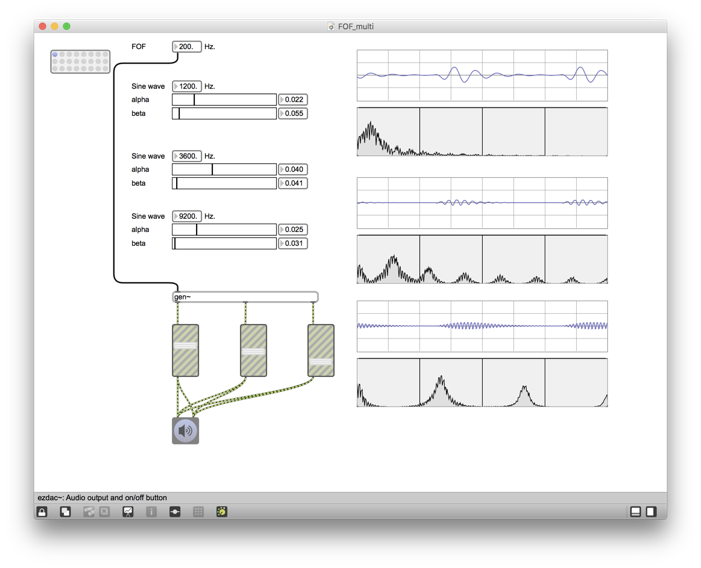 FOF_multi
FOF 200. Hz.
Sine wave 1200. Hz.
alpha 0.022
beta 0.055
Sine wave 3600. Hz.
alpha 0.040
beta 0.041
Sine wave 9200. Hz.
alpha 0.025
beta 0.031
gen~
ezdac~: Audio output and on/off button